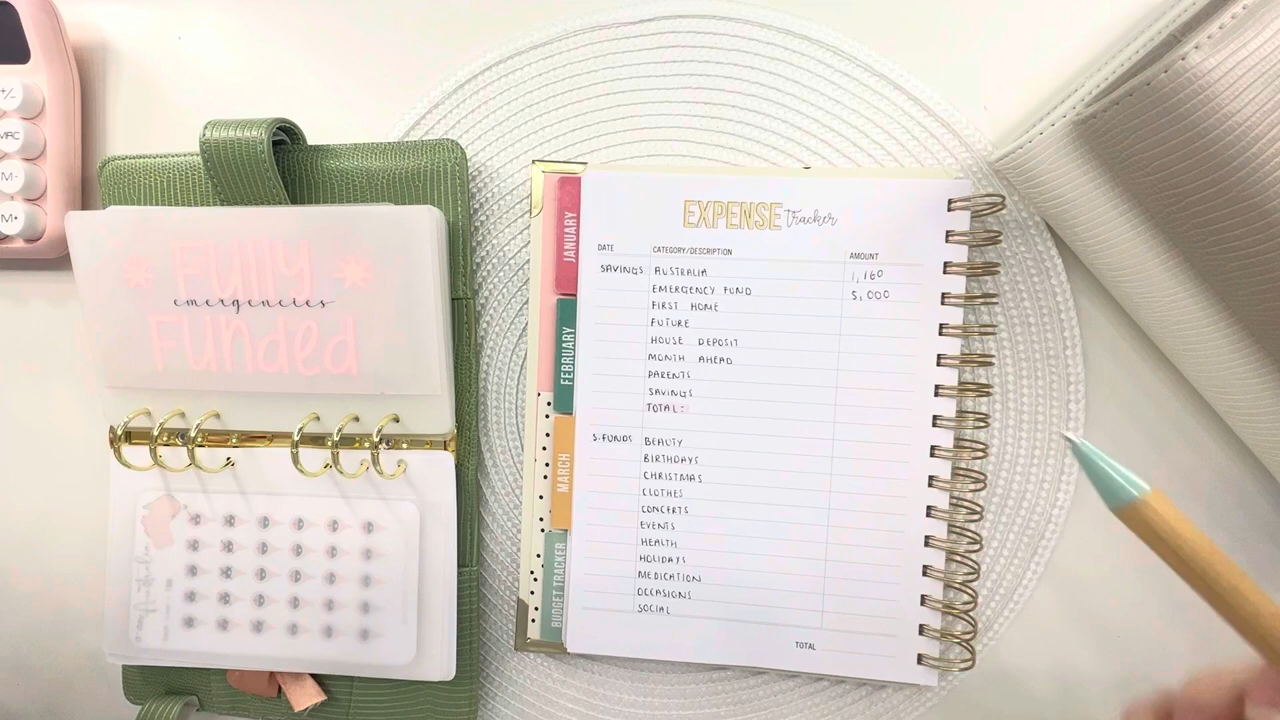 +/-
MRC
M-
M+
Fully
emergencies
Funded
JANUARY
FEBRUARY
MARCH
BUDGET TRACKER
EXPENSE Tracker
DATE CATEGORY/DESCRIPTION AMOUNT
SAVINGS AUSTRALIA 1,160
EMERGENCY FUND 5,000
FIRST HOME
FUTURE
HOUSE DEPOSIT
MONTH AHEAD
PARENTS
SAVINGS
TOTAL:
S. FUNDS BEAUTY
BIRTHDAYS
CHRISTMAS
CLOTHES
CONCERTS
EVENTS
HEALTH
HOLIDAYS
MEDICATION
OCCASIONS
SOCIAL
TOTAL